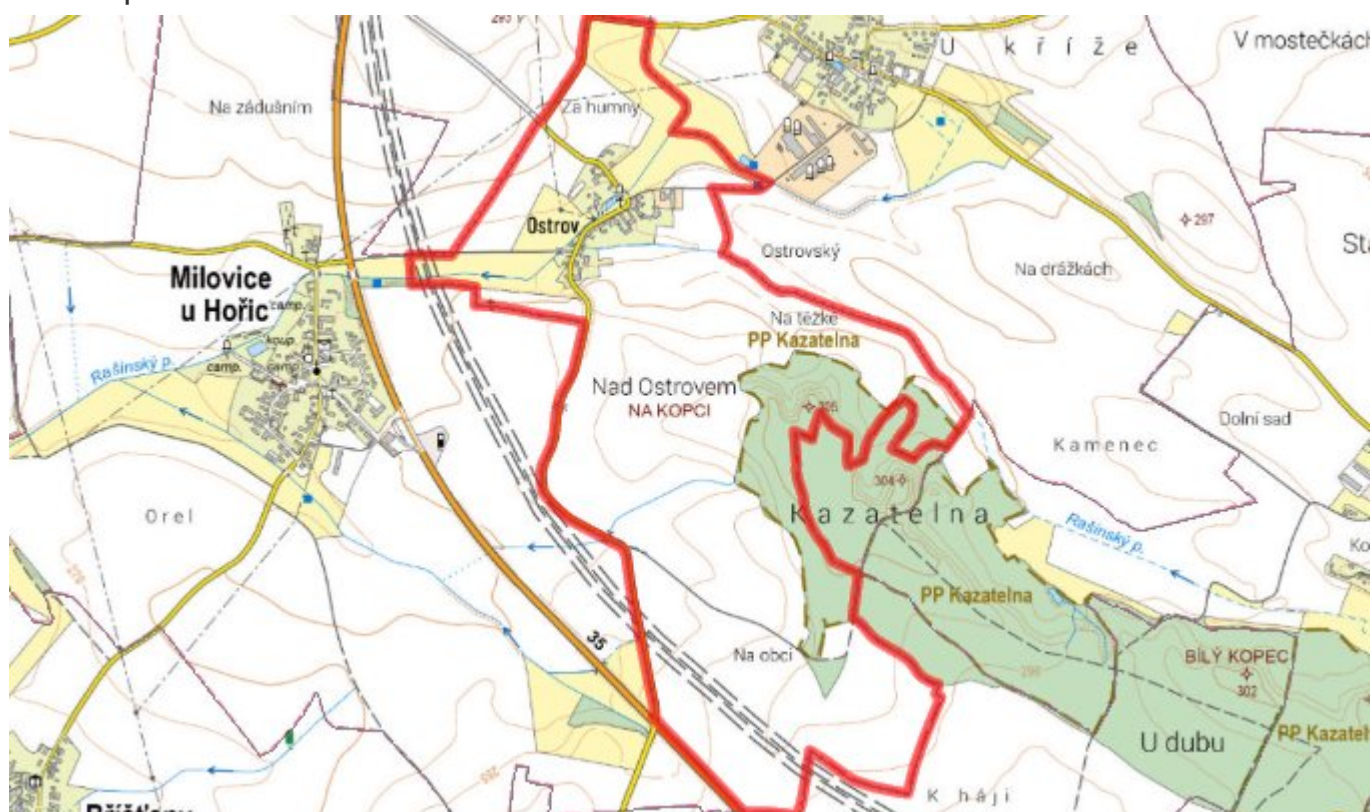 293
U kříže
V mostečkách
Na zádušním
Za humny
297
Ostrov
Ostrovský
Na drážkách
Milovice
u Hořic
camp.
koup.
camp.
camp.
Rašínský p.
Na těžké
PP Kazatelna
Nad Ostrovem
NA KOPCI
305
Dolní sad
Kamenec
304
Kazatelna
Orel
Rašínský p.
PP Kazatelna
35
Na obci
BÍLÝ KOPEC
302
U dubu
PP Kazatel
K háji